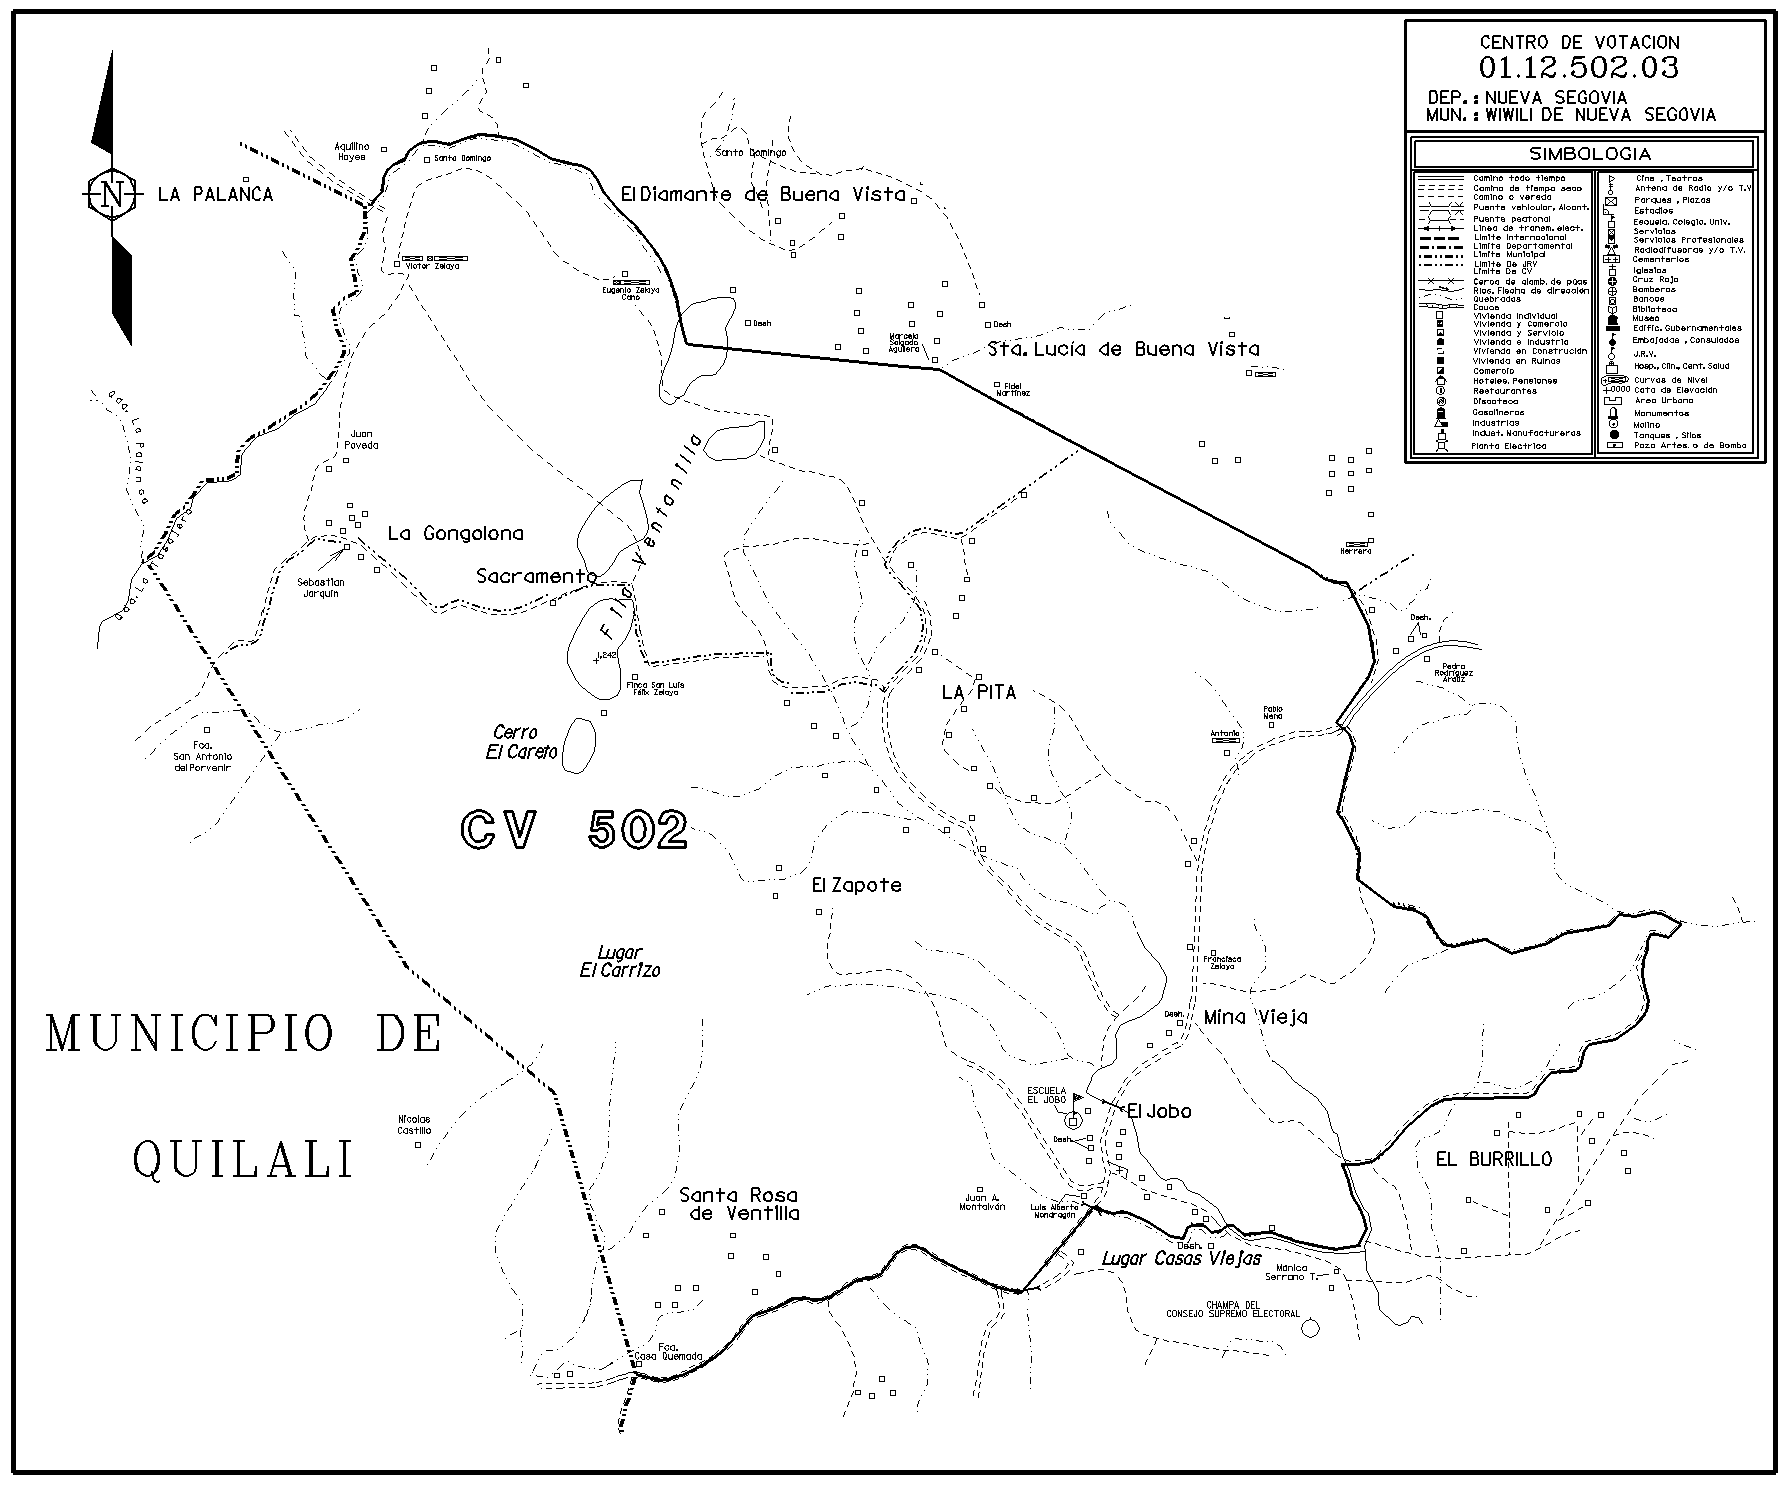 CENTRO DE VOTACION
01.12.502.03
DEP.: NUEVA SEGOVIA
MUN.: WIWILI DE NUEVA SEGOVIA
SIMBOLOGIA
Camino todo tiempo
Camino de tiempo seco
Camino o vereda
Puente vehicular, Alcant.
Puente peatonal
Linea de transm. elect.
Limite Internacional
Limite Departamental
Limite Municipal
Limite De JRV
Limite De CV
Cerca de alamb. de púas
Rios, Flecha de dirección
Quebradas
Cauce
Vivienda Individual
Vivienda y Comercio
Vivienda y Servicio
Vivienda e Industria
Vivienda en Construcción
Vivienda en Ruinas
Comercio
Hoteles, Pensiones
Restaurantes
Discoteca
Gasolineras
Industrias
Indust. Manufactureras
Planta Electrica
Cine, Teatros
Antena de Radio y/o T.V
Parques, Plazas
Estadios
Escuela, Colegio, Univ.
Servicios
Servicios Profesionales
Radiodifusoras y/o T.V.
Cementerios
Iglesias
Cruz Roja
Bomberos
Bancos
Biblioteca
Museo
Edific. Gubernamentales
Embajadas, Consulados
J.R.V.
Hosp., Clin., Cent. Salud
Curvas de Nivel
Cota de Elevación
Area Urbana
Monumentos
Molino
Tanques, Silos
Pozo Artes. o de Bomba
N
LA PALANCA
Aquilino
Hoyes
Santo Domingo
Santo Domingo
El Diamante de Buena Vista
Victor Zelaya
Eugenio Zelaya
Cano
Desh
Marcela
Salgado
Aguilera
Desh
Sta. Lucía de Buena Vista
Fidel
Martínez
Qda. La Palanca
Juan
Poveda
Qda. La Tasajera
La Gongolona
Sebastian
Jarquín
Sacramento
Fila Ventanilla
1,242
Finca San Luis
Félix Zelaya
Herrera
Desh.
Pedro
Rodríguez
Aráuz
LA PITA
Pablo
Mena
Antonio
Fca.
San Antonio
del Porvenir
Cerro
El Careto
CV 502
El Zapote
Lugar
El Carrizo
Francisca
Zelaya
Desh.
Mina Vieja
MUNICIPIO DE
QUILALI
Nicolas
Castillo
ESCUELA
EL JOBO
El Jobo
Desh.
EL BURRILLO
Santa Rosa
de Ventilla
Juan A.
Montalván
Luis Alberto
Mondragón
Desh.
Lugar Casas Viejas
Mónica
Serrano T.
CHAMPA DEL
CONSEJO SUPREMO ELECTORAL
Fca.
Casa Quemada